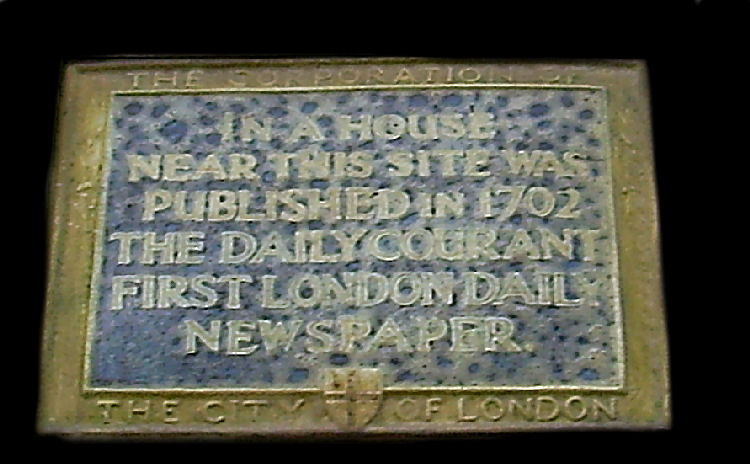 THE CORPORATION OF
IN A HOUSE
NEAR THIS SITE WAS
PUBLISHED IN 1702
THE DAILY COURANT
FIRST LONDON DAILY
NEWSPAPER.
THE CITY OF LONDON